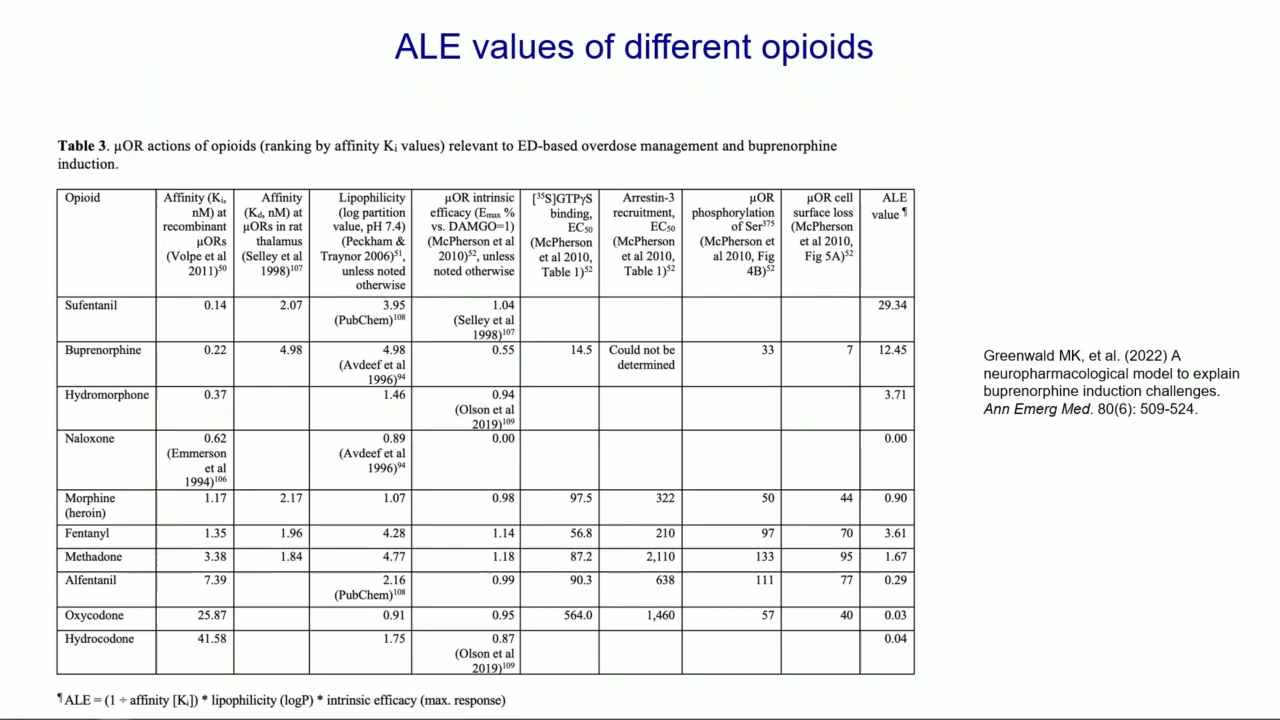 ALE values of different opioids
Table 3. µOR actions of opioids (ranking by affinity Ki values) relevant to ED-based overdose management and buprenorphine
induction.
Opioid | Affinity (Ki, nM) at recombinant µORs (Volpe et al 2011)50 | Affinity (Kd, nM) at µORs in rat thalamus (Selley et al 1998)107 | Lipophilicity (log partition value, pH 7.4) (Peckham & Traynor 2006)51, unless noted otherwise | µOR intrinsic efficacy (Emax % vs. DAMGO=1) (McPherson et al 2010)52, unless noted otherwise | [35S]GTPγS binding, EC50 (McPherson et al 2010, Table 1)52 | Arrestin-3 recruitment, EC50 (McPherson et al 2010, Table 1)52 | µOR phosphorylation of Ser375 (McPherson et al 2010, Fig 4B)52 | µOR cell surface loss (McPherson et al 2010, Fig 5A)52 | ALE value ¶
Sufentanil | 0.14 | 2.07 | 3.95 (PubChem)108 | 1.04 (Selley et al 1998)107 | | | | | 29.34
Buprenorphine | 0.22 | 4.98 | 4.98 (Avdeef et al 1996)94 | 0.55 | 14.5 | Could not be determined | 33 | 7 | 12.45
Hydromorphone | 0.37 | | 1.46 | 0.94 (Olson et al 2019)109 | | | | | 3.71
Naloxone | 0.62 (Emmerson et al 1994)106 | | 0.89 (Avdeef et al 1996)94 | 0.00 | | | | | 0.00
Morphine (heroin) | 1.17 | 2.17 | 1.07 | 0.98 | 97.5 | 322 | 50 | 44 | 0.90
Fentanyl | 1.35 | 1.96 | 4.28 | 1.14 | 56.8 | 210 | 97 | 70 | 3.61
Methadone | 3.38 | 1.84 | 4.77 | 1.18 | 87.2 | 2,110 | 133 | 95 | 1.67
Alfentanil | 7.39 | | 2.16 (PubChem)108 | 0.99 | 90.3 | 638 | 111 | 77 | 0.29
Oxycodone | 25.87 | | 0.91 | 0.95 | 564.0 | 1,460 | 57 | 40 | 0.03
Hydrocodone | 41.58 | | 1.75 | 0.87 (Olson et al 2019)109 | | | | | 0.04
¶ ALE = (1 ÷ affinity [Ki]) * lipophilicity (logP) * intrinsic efficacy (max. response)
Greenwald MK, et al. (2022) A
neuropharmacological model to explain
buprenorphine induction challenges.
Ann Emerg Med. 80(6): 509-524.